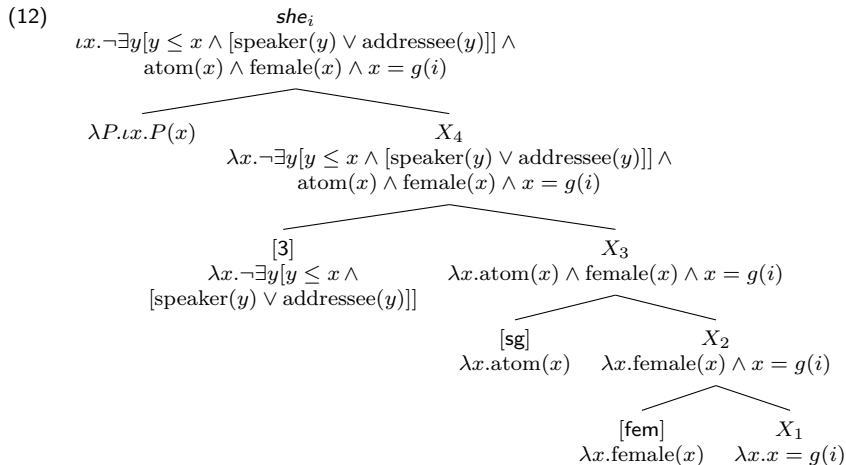 (12)
she_i
ιx.¬∃y[y ≤ x ∧ [speaker(y) ∨ addressee(y)]] ∧
atom(x) ∧ female(x) ∧ x = g(i)
λP.ιx.P(x)
X_4
λx.¬∃y[y ≤ x ∧ [speaker(y) ∨ addressee(y)]] ∧
atom(x) ∧ female(x) ∧ x = g(i)
[3]
λx.¬∃y[y ≤ x ∧
[speaker(y) ∨ addressee(y)]]
X_3
λx.atom(x) ∧ female(x) ∧ x = g(i)
[sg]
λx.atom(x)
X_2
λx.female(x) ∧ x = g(i)
[fem]
λx.female(x)
X_1
λx.x = g(i)